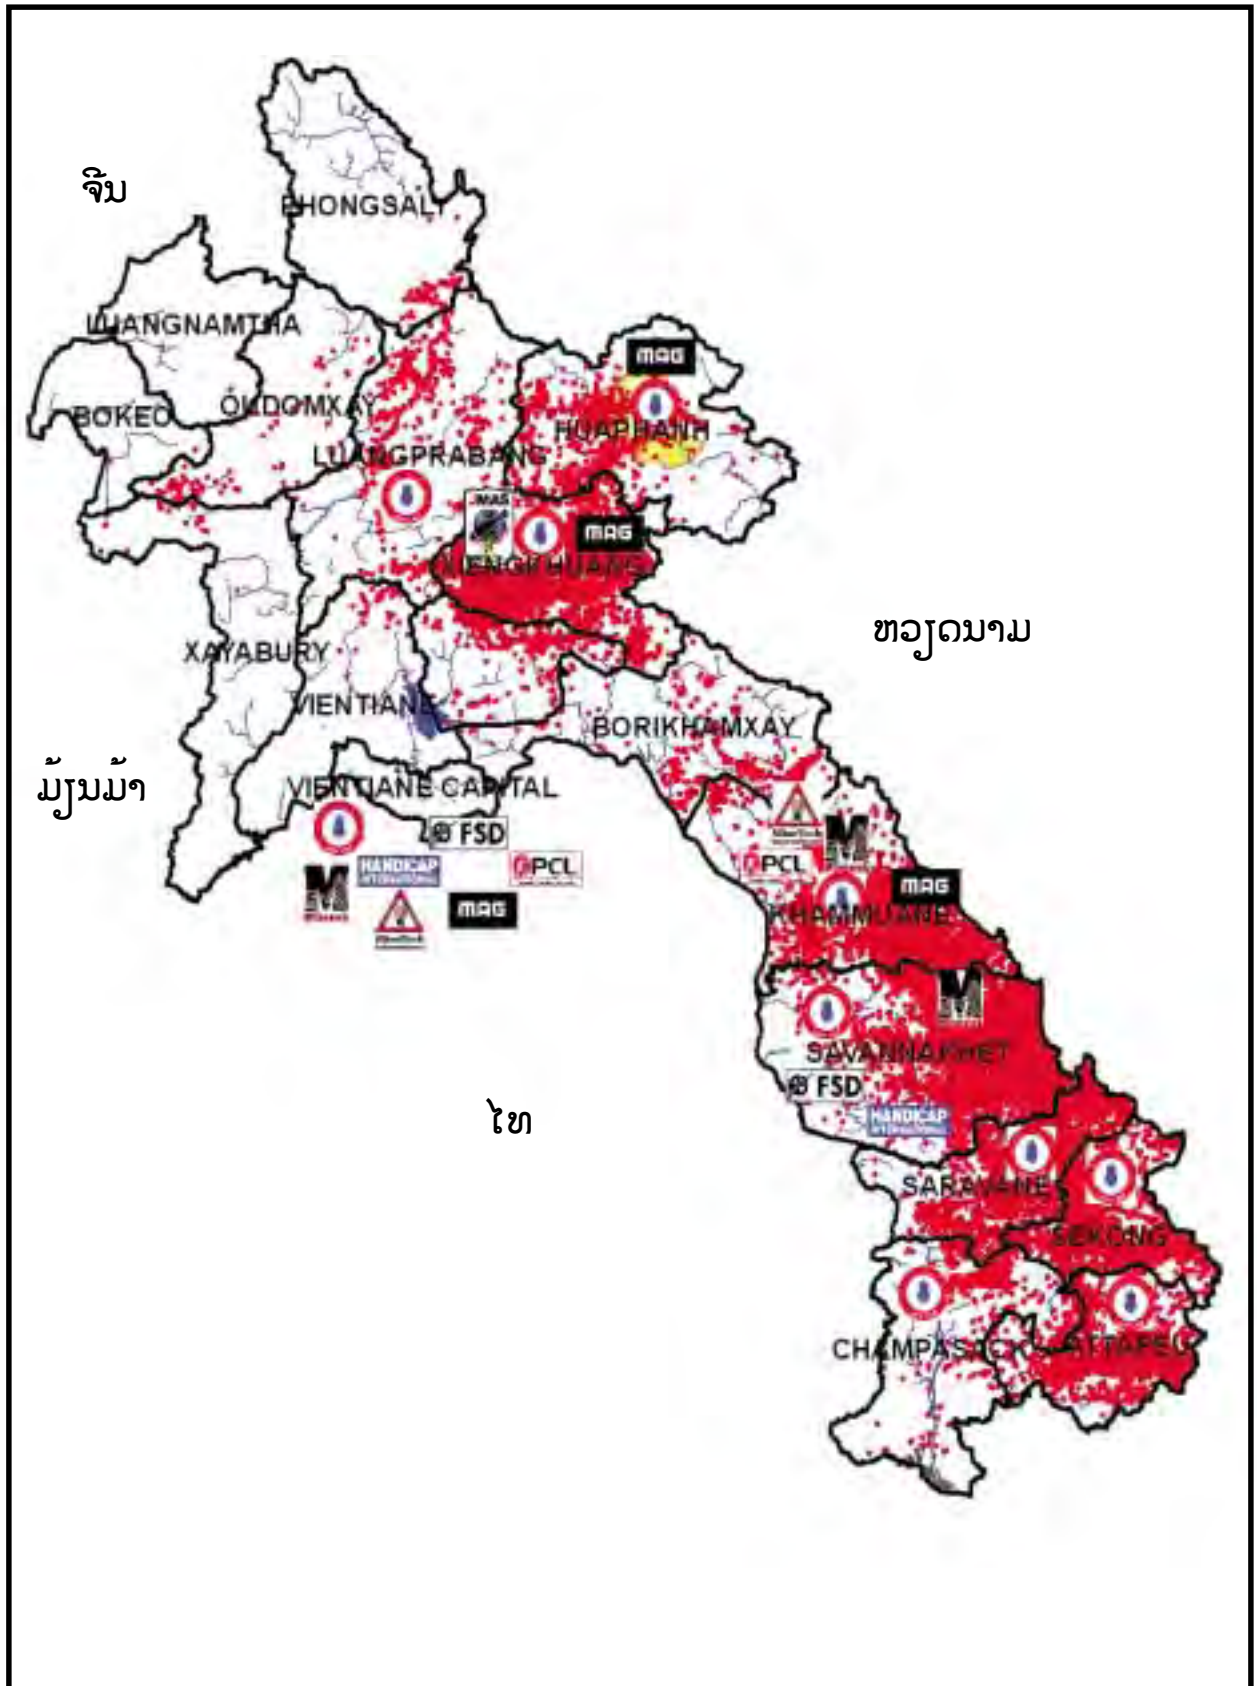 ຈີນ
PHONGSALY
LUANGNAMTHA
MAG
BOKEO
OUDOMXAY
HUAPHANH
LUANGPRABANG
MAG
MAG
XIENGKHUANG
ຫວຽດນາມ
XAYABURY
VIENTIANE
BORIKHAMXAY
ມ້ຽນມ້າ
VIENTIANE CAPITAL
FSD
PCL
HANDICAP
INTERNATIONAL
M
MAG
M
PCL
MAG
KHAMMUANE
M
SAVANNAKHET
FSD
HANDICAP
INTERNATIONAL
ໄທ
SARAVANE
SEKONG
CHAMPASACK
ATTAPEU